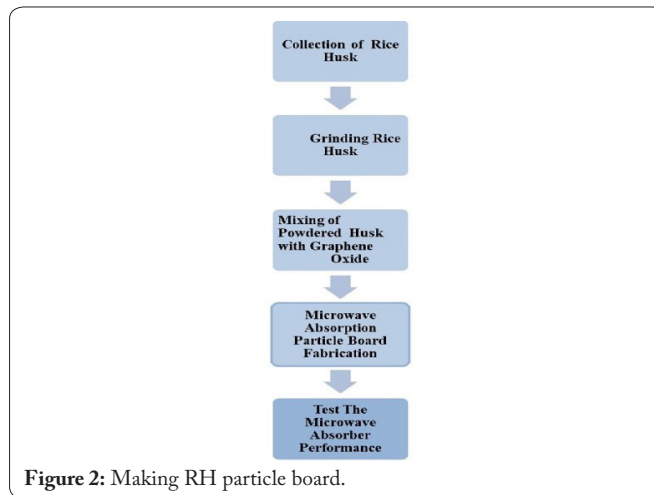 Collection of Rice
Husk
Grinding Rice
Husk
Mixing of
Powdered Husk
with Graphene
Oxide
Microwave
Absorption
Particle Board
Fabrication
Test The
Microwave
Absorber
Performance
Figure 2: Making RH particle board.